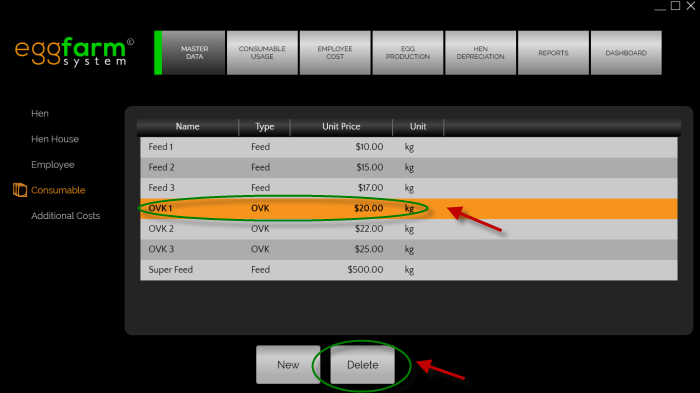 eggfarm©
system
MASTER
DATA
CONSUMABLE
USAGE
EMPLOYEE
COST
EGG
PRODUCTION
HEN
DEPRECIATION
REPORTS
DASHBOARD
Hen
Hen House
Employee
Consumable
Additional Costs
Name Type Unit Price Unit
Feed 1 Feed $10.00 kg
Feed 2 Feed $15.00 kg
Feed 3 Feed $17.00 kg
OVK 1 OVK $20.00 kg
OVK 2 OVK $22.00 kg
OVK 3 OVK $25.00 kg
Super Feed Feed $500.00 kg
New Delete